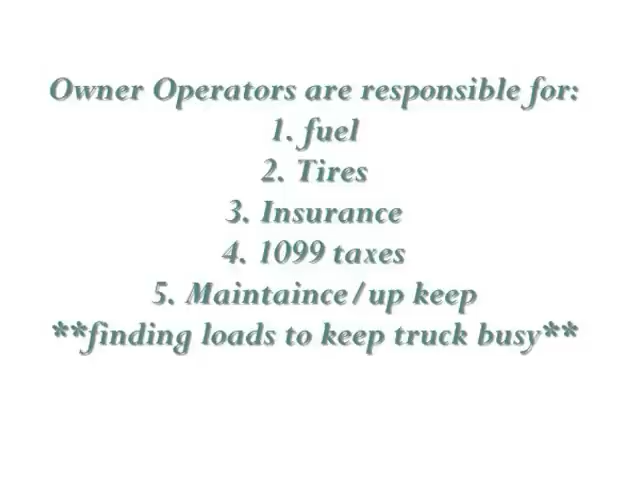 Owner Operators are responsible for:
1. fuel
2. Tires
3. Insurance
4. 1099 taxes
5. Maintaince/up keep
**finding loads to keep truck busy**